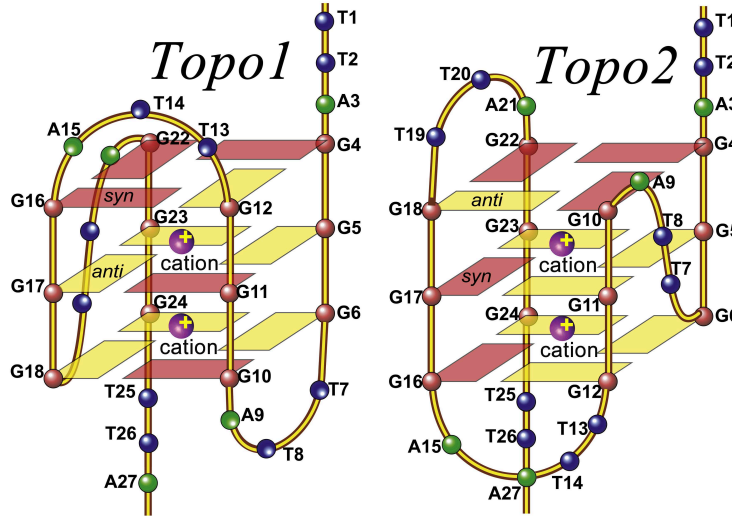 Topo1
T1
T2
A3
G4
T14
A15
T13
G22
G16
syn
G12
G23
G5
cation
G17
anti
G11
G24
G6
cation
G18
G10
T25
T7
A9
T26
T8
A27
Topo2
T1
T2
A3
G4
T20
A21
T19
G22
A9
G18
anti
G10
T8
G23
G5
cation
T7
G17
syn
G11
G24
G6
cation
G16
G12
T25
T13
T26
A15
T14
A27